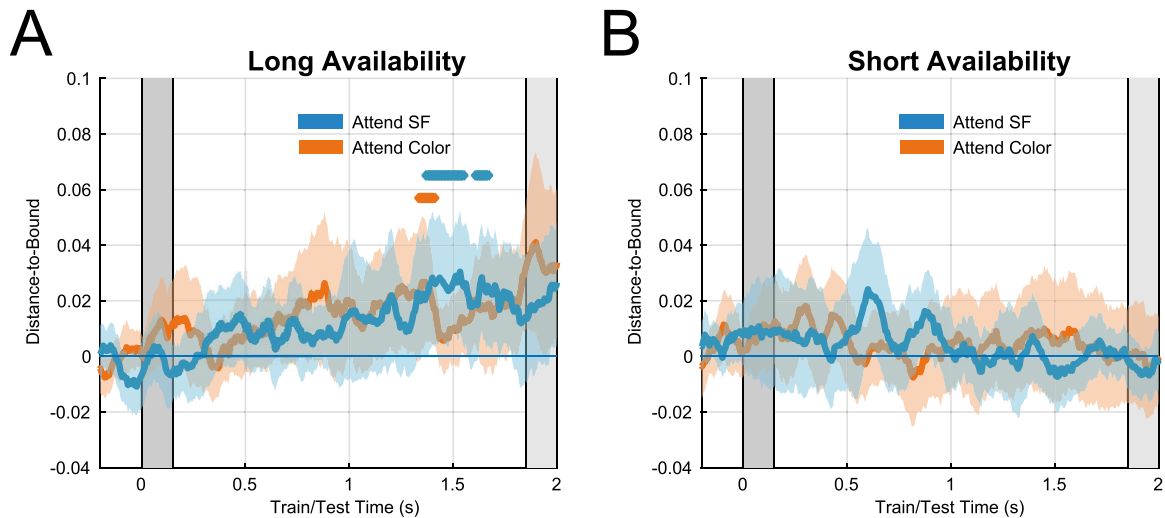 A
Long Availability
0.1
0.08
0.06
0.04
0.02
0
-0.02
-0.04
Distance-to-Bound
Attend SF
Attend Color
0
0.5
1
1.5
2
Train/Test Time (s)
B
Short Availability
0.1
0.08
0.06
0.04
0.02
0
-0.02
-0.04
Distance-to-Bound
Attend SF
Attend Color
0
0.5
1
1.5
2
Train/Test Time (s)